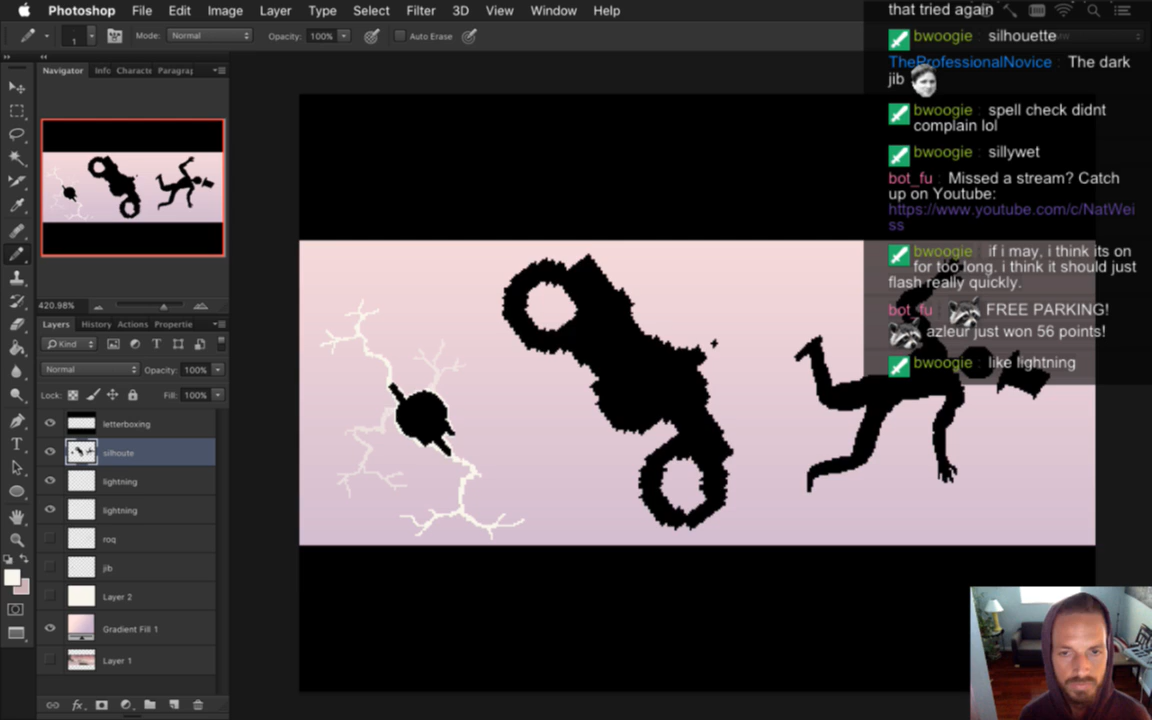 Photoshop File Edit Image Layer Type Select Filter 3D View Window Help
1 Mode: Normal Opacity: 100% Auto Erase
Navigator Info Characte Paragraj
420.98%
Layers History Actions Propertie
Kind
Normal Opacity: 100%
Lock: Fill: 100%
letterboxing
silhoute
lightning
lightning
roq
jib
Layer 2
Gradient Fill 1
Layer 1
that tried again
bwoogie : silhouette
TheProfessionalNovice : The dark
jib
bwoogie : spell check didnt
complain lol
bwoogie : sillywet
bot_fu : Missed a stream? Catch
up on Youtube:
https://www.youtube.com/c/NatWei
ss
bwoogie : if i may, i think its on
for too long. i think it should just
flash really quickly.
bot_fu : FREE PARKING!
azleur just won 56 points!
bwoogie : like lightning